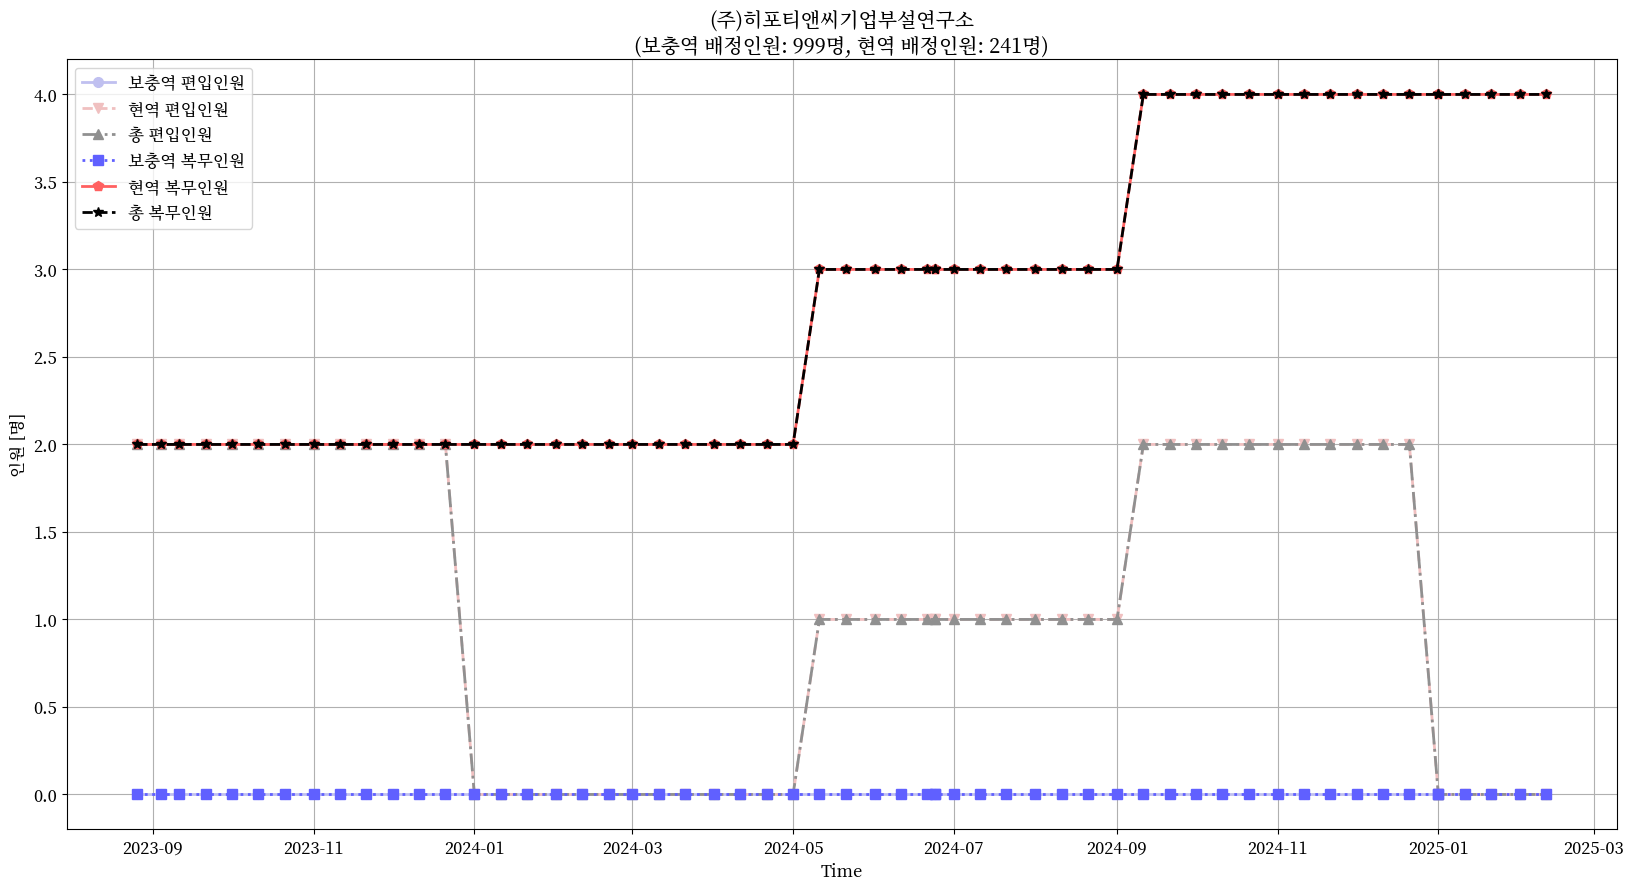 (주)히포티앤씨기업부설연구소
(보충역 배정인원: 999명, 현역 배정인원: 241명)
보충역 편입인원
현역 편입인원
총 편입인원
보충역 복무인원
현역 복무인원
총 복무인원
4.0
3.5
3.0
2.5
2.0
1.5
1.0
0.5
0.0
인원 [명]
2023-09
2023-11
2024-01
2024-03
2024-05
2024-07
2024-09
2024-11
2025-01
2025-03
Time